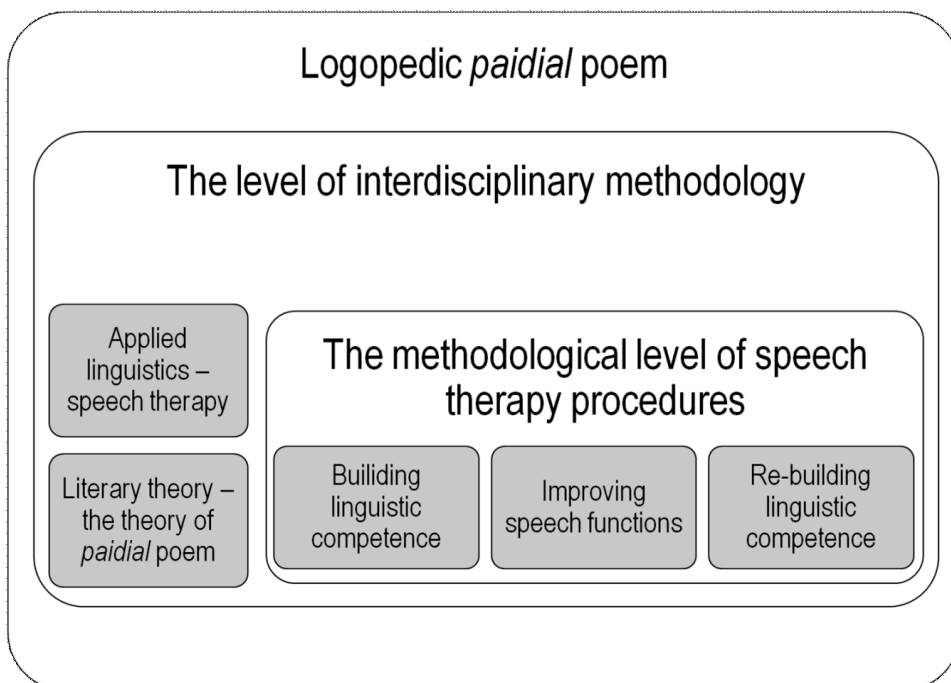 Logopedic paidial poem
The level of interdisciplinary methodology
Applied
linguistics –
speech therapy
Literary theory –
the theory of
paidial poem
The methodological level of speech
therapy procedures
Builiding
linguistic
competence
Improving
speech functions
Re-building
linguistic
competence